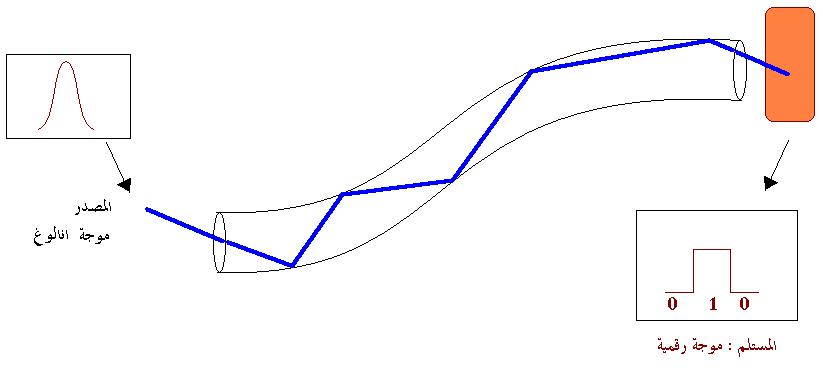 المصدر
موجة انالوغ
0 1 0
المستلم : موجة رقمية